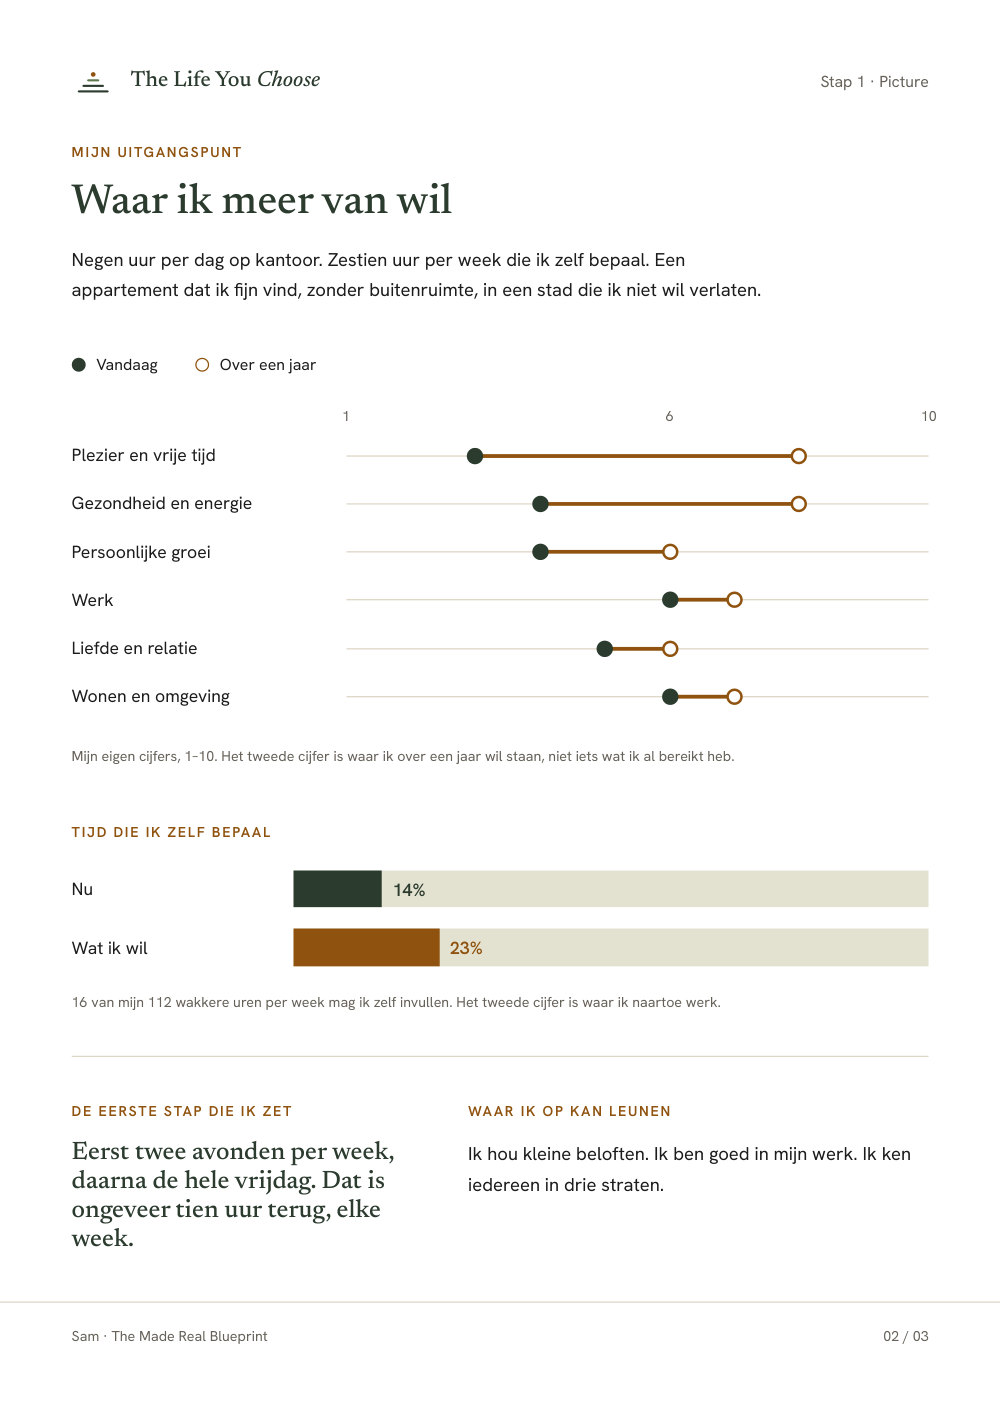 The Life You Choose
Stap 1 · Picture
MIJN UITGANGSPUNT
Waar ik meer van wil
Negen uur per dag op kantoor. Zestien uur per week die ik zelf bepaal. Een
appartement dat ik fijn vind, zonder buitenruimte, in een stad die ik niet wil verlaten.
Vandaag
Over een jaar
1 6 10
Plezier en vrije tijd
Gezondheid en energie
Persoonlijke groei
Werk
Liefde en relatie
Wonen en omgeving
Mijn eigen cijfers, 1–10. Het tweede cijfer is waar ik over een jaar wil staan, niet iets wat ik al bereikt heb.
TIJD DIE IK ZELF BEPAAL
Nu 14%
Wat ik wil 23%
16 van mijn 112 wakkere uren per week mag ik zelf invullen. Het tweede cijfer is waar ik naartoe werk.
DE EERSTE STAP DIE IK ZET
Eerst twee avonden per week,
daarna de hele vrijdag. Dat is
ongeveer tien uur terug, elke
week.
WAAR IK OP KAN LEUNEN
Ik hou kleine beloften. Ik ben goed in mijn werk. Ik ken
iedereen in drie straten.
Sam · The Made Real Blueprint
02 / 03